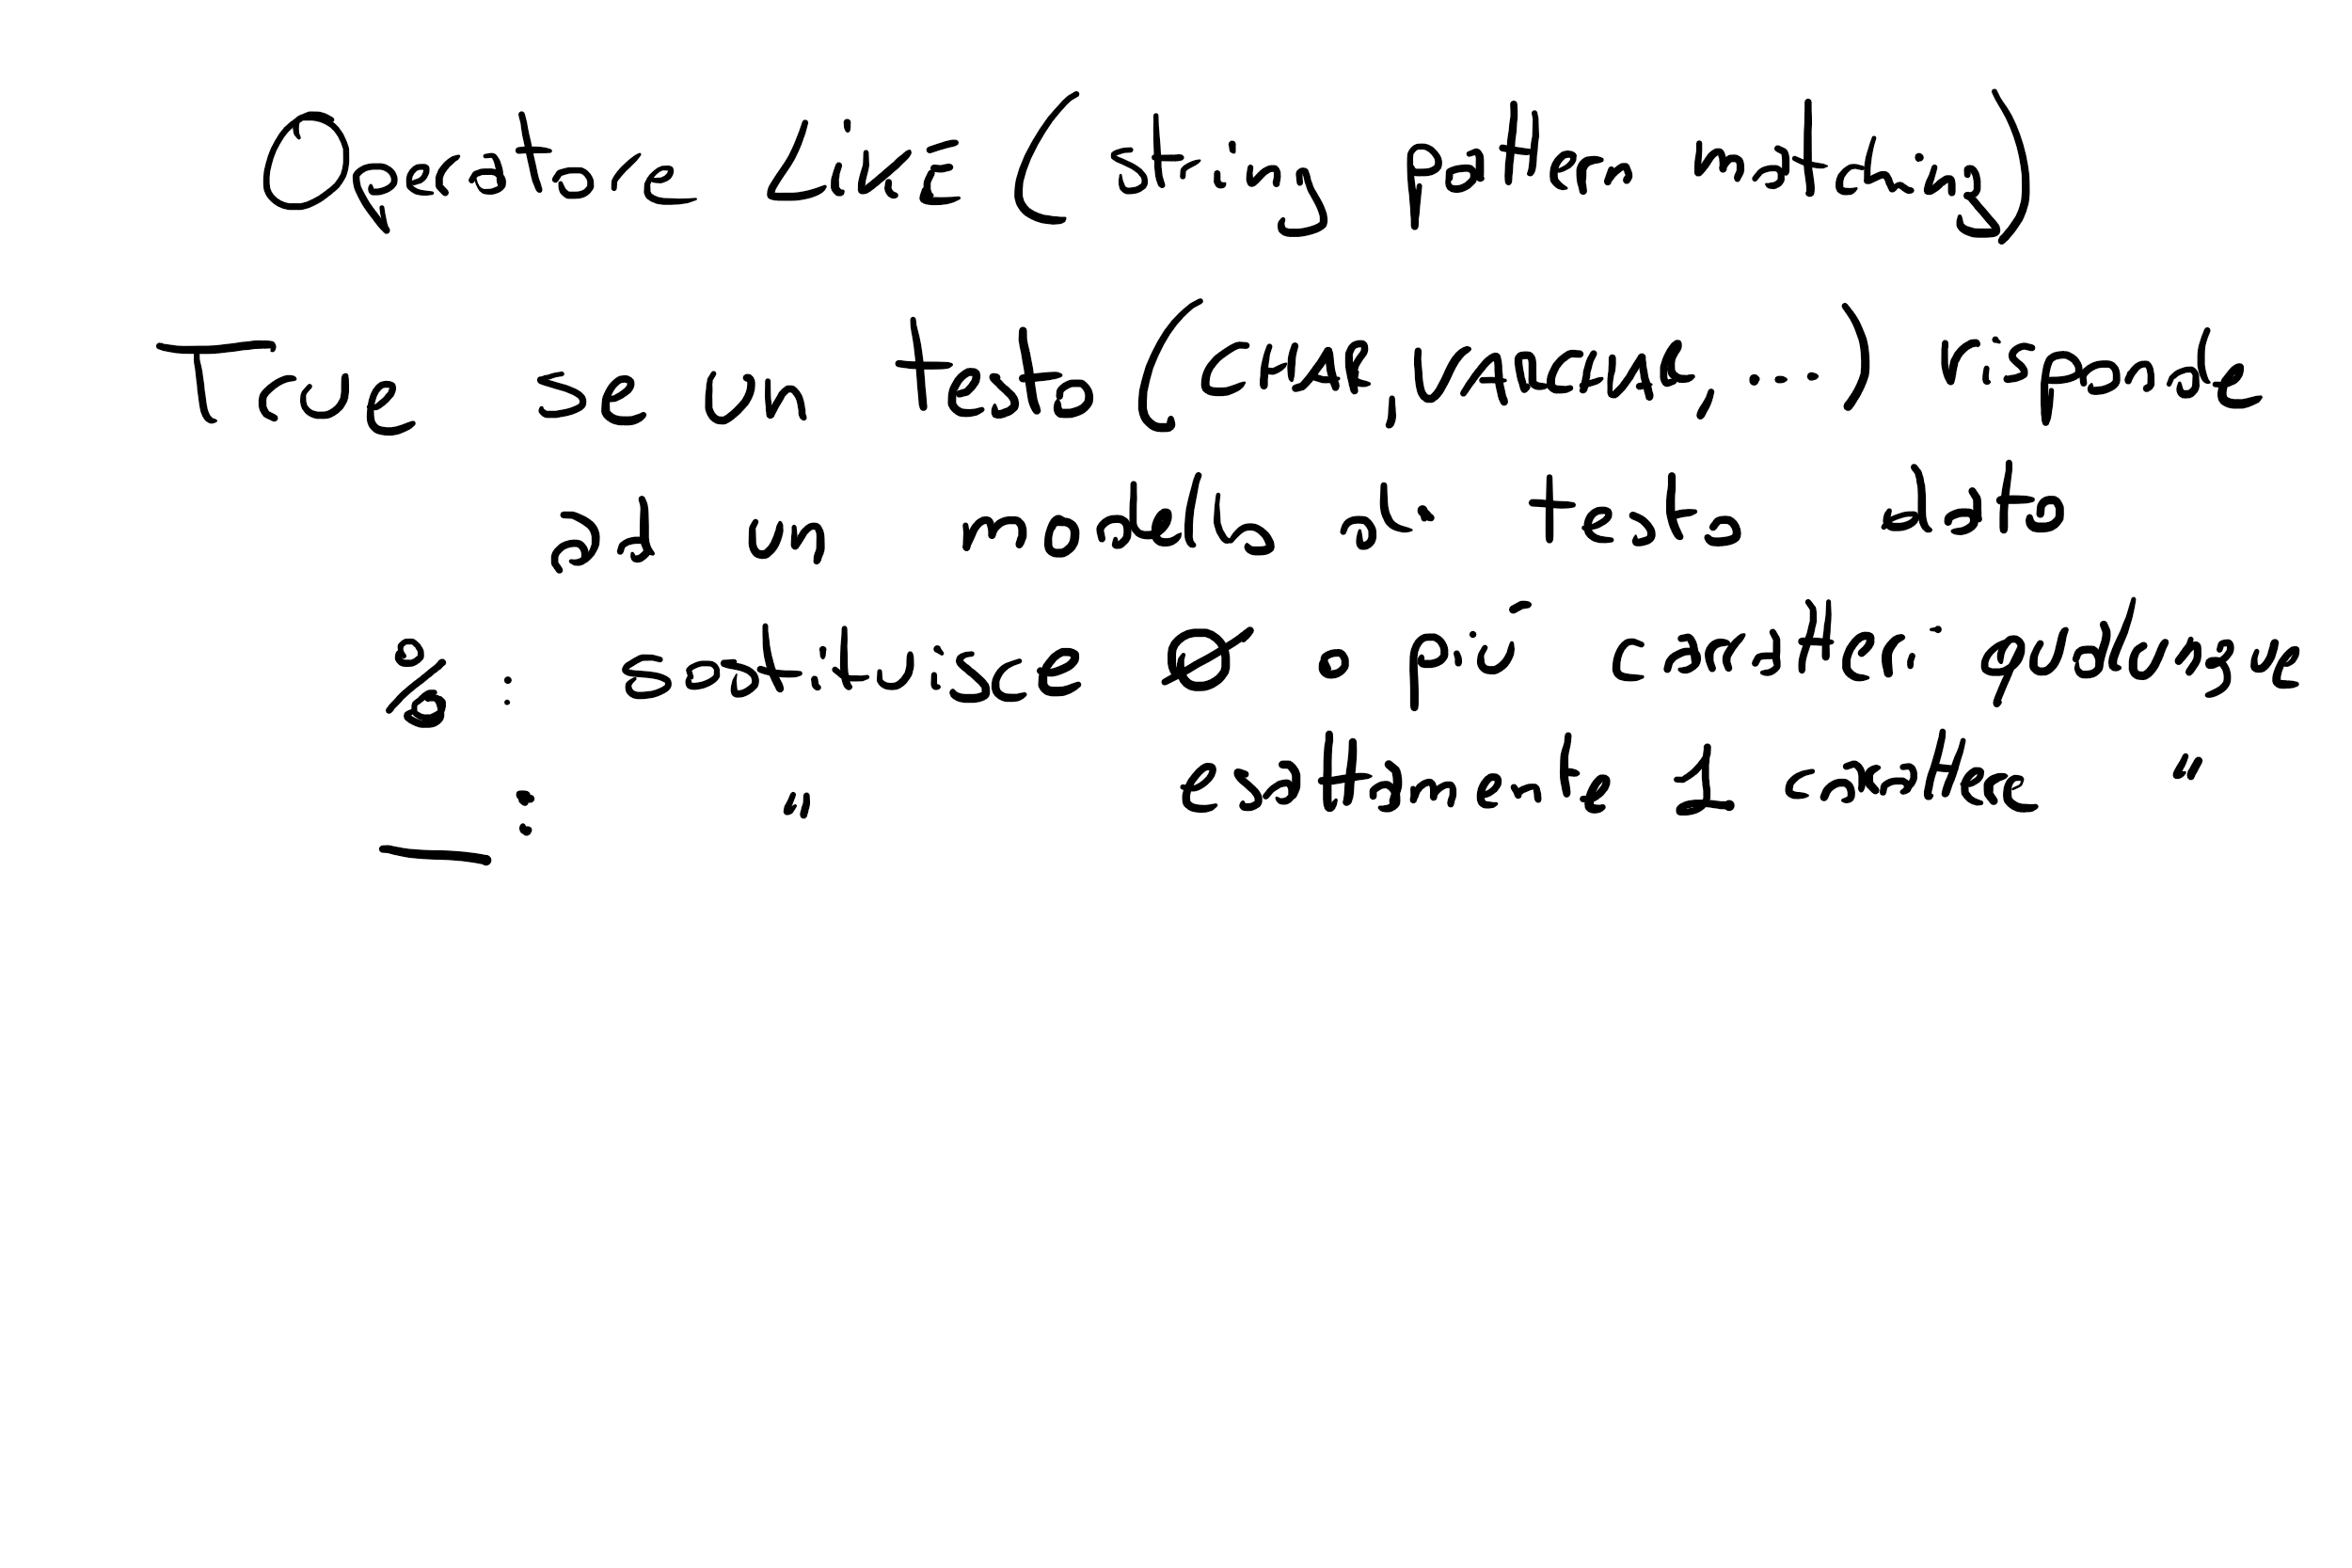 Operatore LIKE (string pattern matching)
True se un testo (CHAR, VARCHAR, ...) risponde
ad un modello di testo dato
% : sostituisce 0 o più caratteri qualunque
_ : " esattamente 1 carattere "